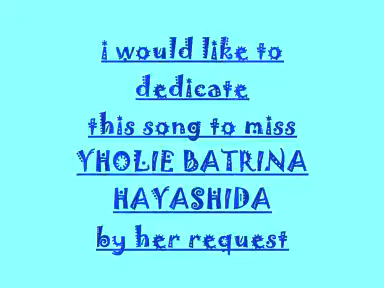 i would like to
dedicate
this song to miss
YHOLIE BATRINA
HAYASHIDA
by her request